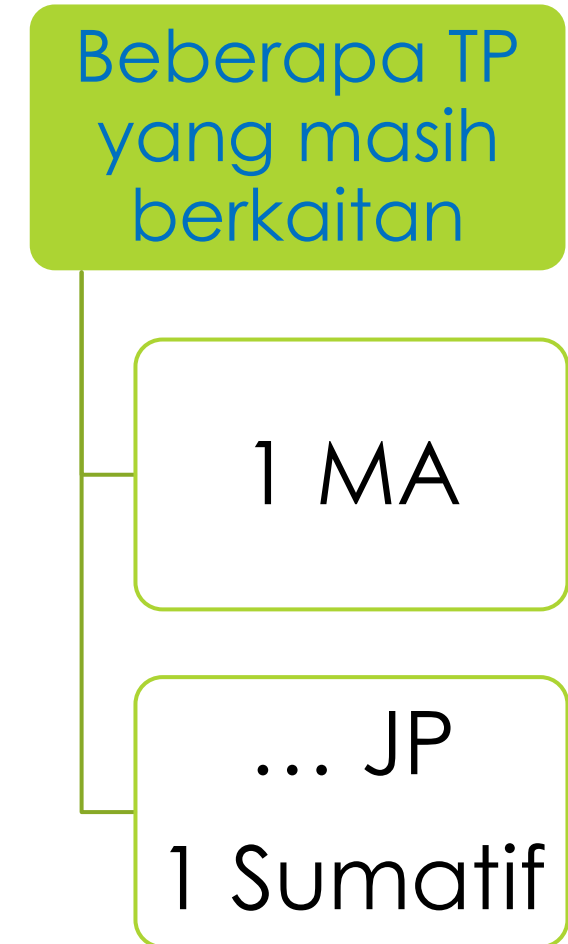 Beberapa TP
yang masih
berkaitan
1 MA
... JP
1 Sumatif